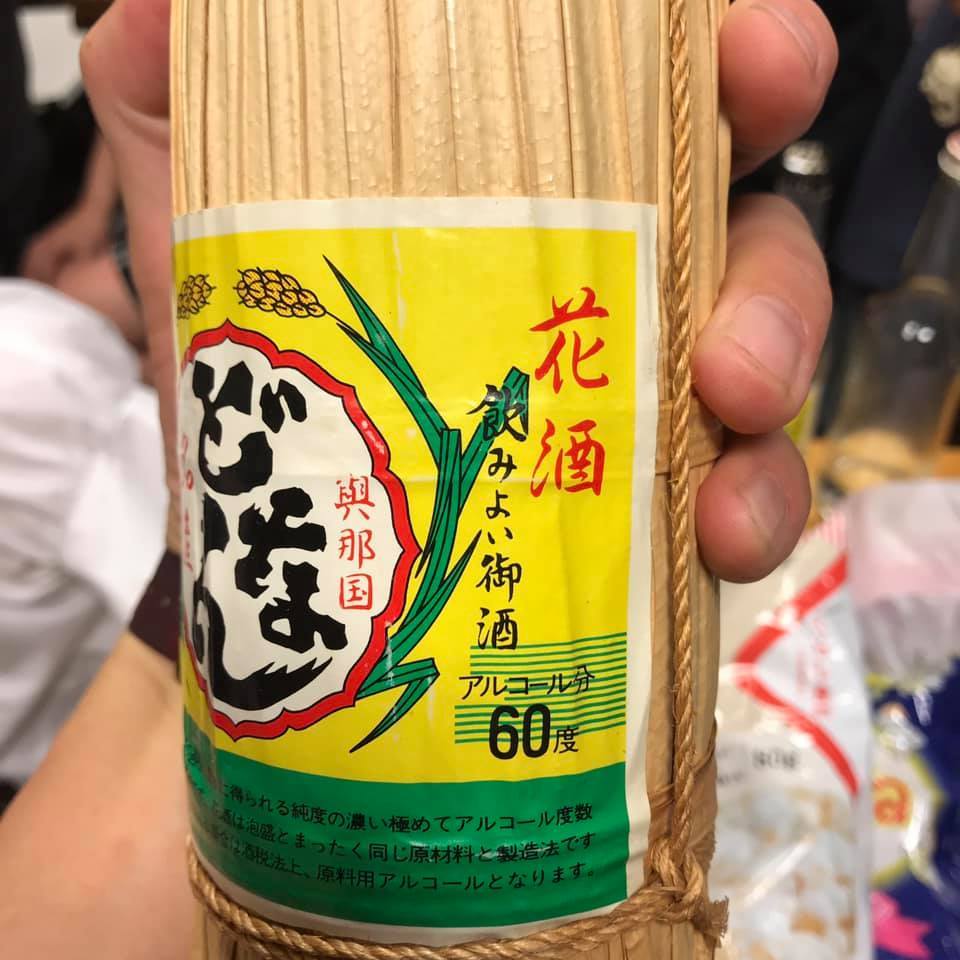 花酒
飲みよい御酒
與那国
どなん
アルコール分
60度
に得られる純度の濃い極めてアルコール度数
花酒は泡盛とまったく同じ原材料と製造法です
合は酒税法上、原料用アルコールとなります。